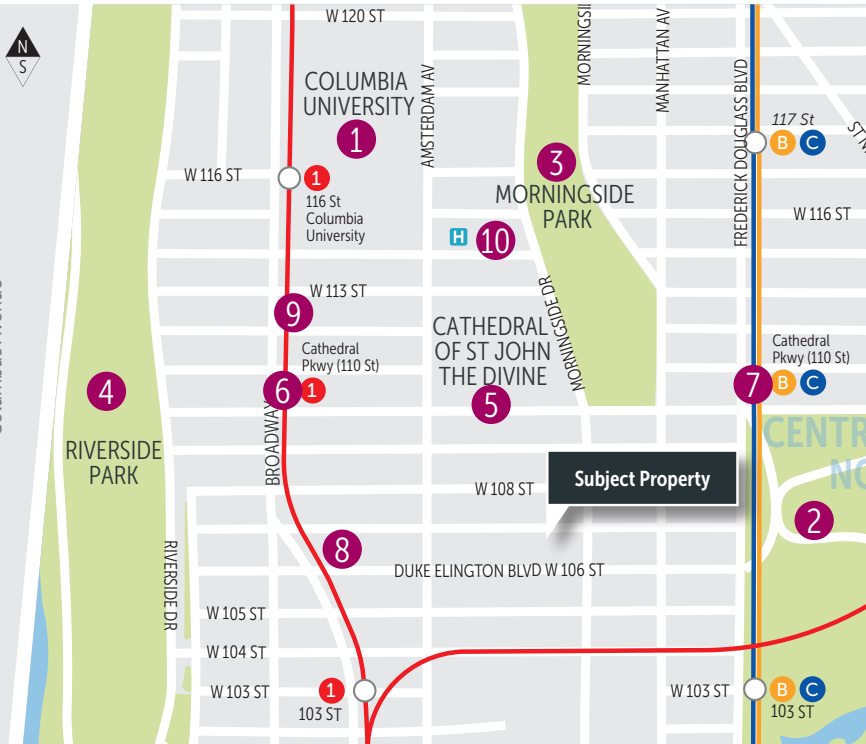 N
S
W 120 ST
COLUMBIA
UNIVERSITY
1
AMSTERDAM AV
MANHATTAN AV
FREDERICK DOUGLASS BLVD
117 St
B C
3
MORNINGSIDE
PARK
W 116 ST
1
116 St
Columbia
University
W 116 ST
H
10
W 113 ST
9
MORNINGSIDE DR
CATHEDRAL
OF ST JOHN
THE DIVINE
5
Cathedral
Pkwy (110 St)
6
1
Cathedral
Pkwy (110 St)
7
B C
4
RIVERSIDE
PARK
BROADWAY
W 108 ST
Subject Property
2
8
DUKE ELINGTON BLVD W 106 ST
RIVERSIDE DR
W 105 ST
W 104 ST
W 103 ST
1
103 ST
W 103 ST
B C
103 ST